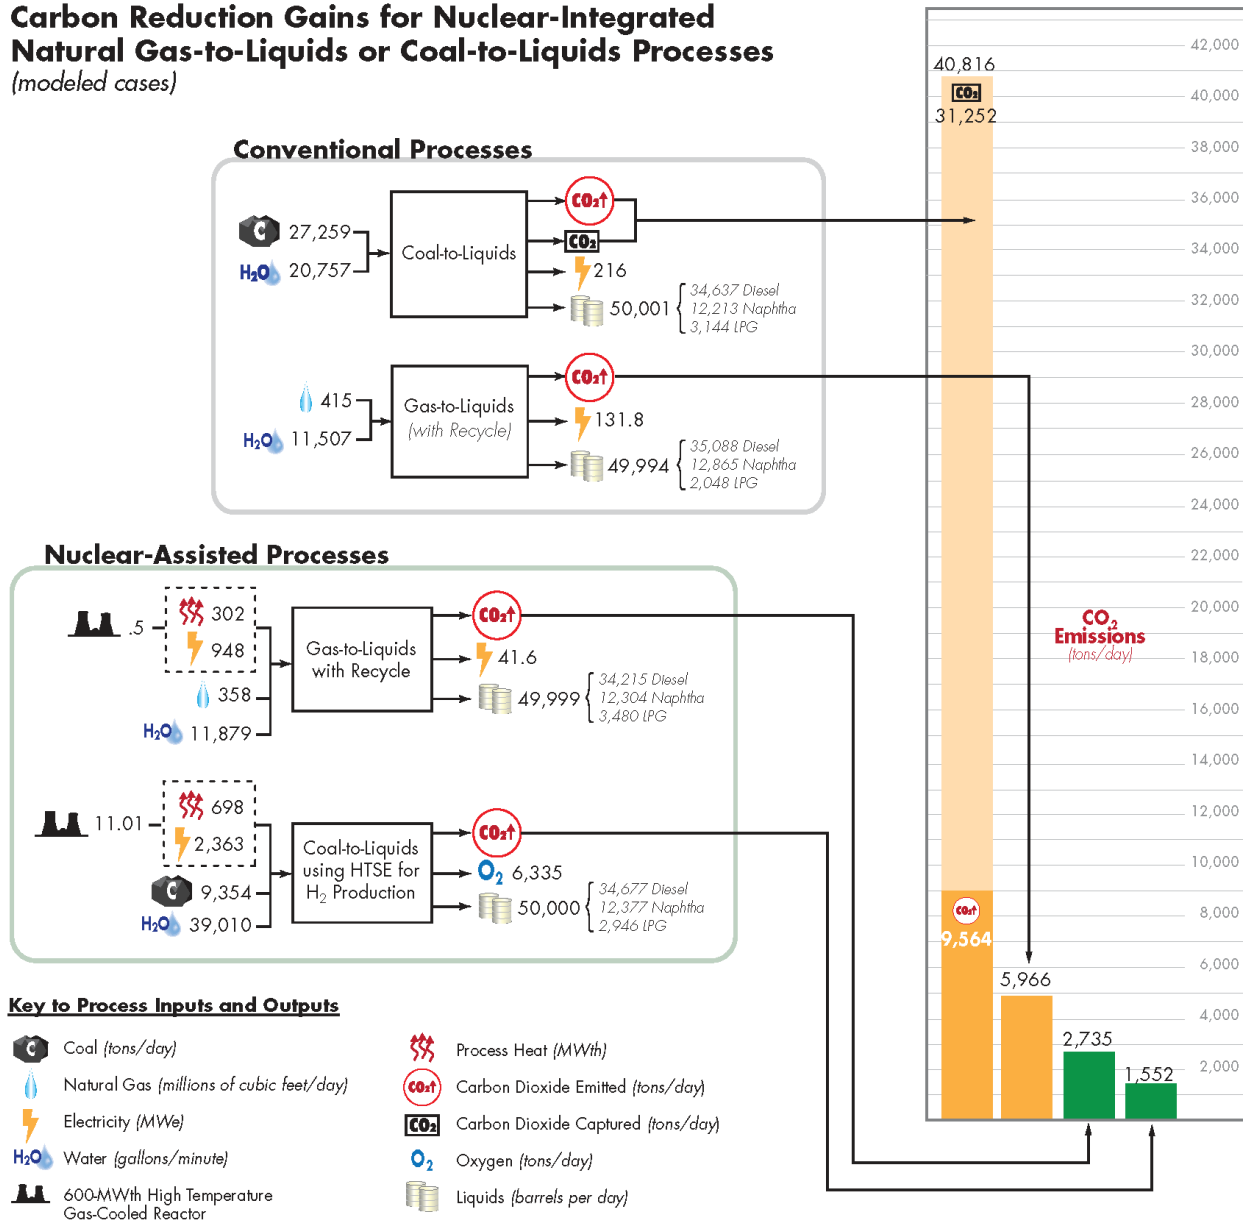 Carbon Reduction Gains for Nuclear-Integrated
Natural Gas-to-Liquids or Coal-to-Liquids Processes
(modeled cases)
Conventional Processes
C 27,259
H2O 20,757
Coal-to-Liquids
CO2↑
CO2
216
50,001
34,637 Diesel
12,213 Naphtha
3,144 LPG
415
H2O 11,507
Gas-to-Liquids
(with Recycle)
CO2↑
131.8
49,994
35,088 Diesel
12,865 Naphtha
2,048 LPG
Nuclear-Assisted Processes
.5
302
948
358
H2O 11,879
Gas-to-Liquids
with Recycle
CO2↑
41.6
49,999
34,215 Diesel
12,304 Naphtha
3,480 LPG
11.01
698
2,363
C 9,354
H2O 39,010
Coal-to-Liquids
using HTSE for
H2 Production
CO2↑
O2 6,335
50,000
34,677 Diesel
12,377 Naphtha
2,946 LPG
Key to Process Inputs and Outputs
C Coal (tons/day)
Natural Gas (millions of cubic feet/day)
Electricity (MWe)
H2O Water (gallons/minute)
600-MWth High Temperature
Gas-Cooled Reactor
Process Heat (MWth)
CO2↑ Carbon Dioxide Emitted (tons/day)
CO2 Carbon Dioxide Captured (tons/day)
O2 Oxygen (tons/day)
Liquids (barrels per day)
40,816
CO2
31,252
CO2↑
9,564
5,966
2,735
1,552
CO2
Emissions
(tons/day)
42,000
40,000
38,000
36,000
34,000
32,000
30,000
28,000
26,000
24,000
22,000
20,000
18,000
16,000
14,000
12,000
10,000
8,000
6,000
4,000
2,000